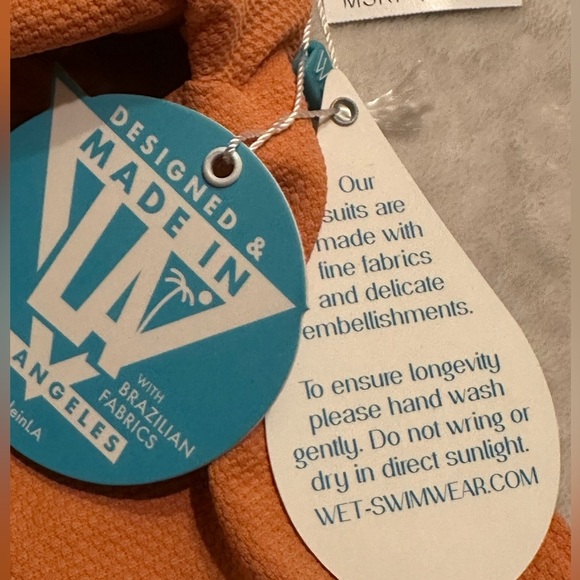 MSRP
W
DESIGNED &
MADE IN
LA
ANGELES
WITH
BRAZILIAN
FABRICS
Our
suits are
made with
fine fabrics
and delicate
embellishments.
To ensure longevity
please hand wash
gently. Do not wring or
dry in direct sunlight.
WET-SWIMWEAR.COM